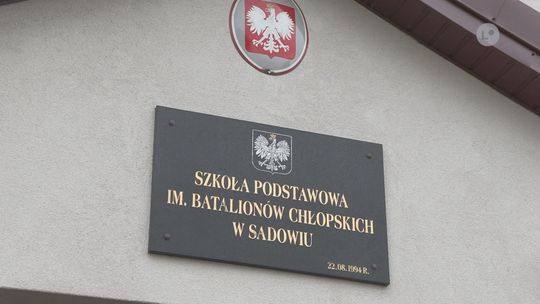 SZKOŁA PODSTAWOWA
IM. BATALIONÓW CHŁOPSKICH
W SADOWIU
22.08.1994 R.